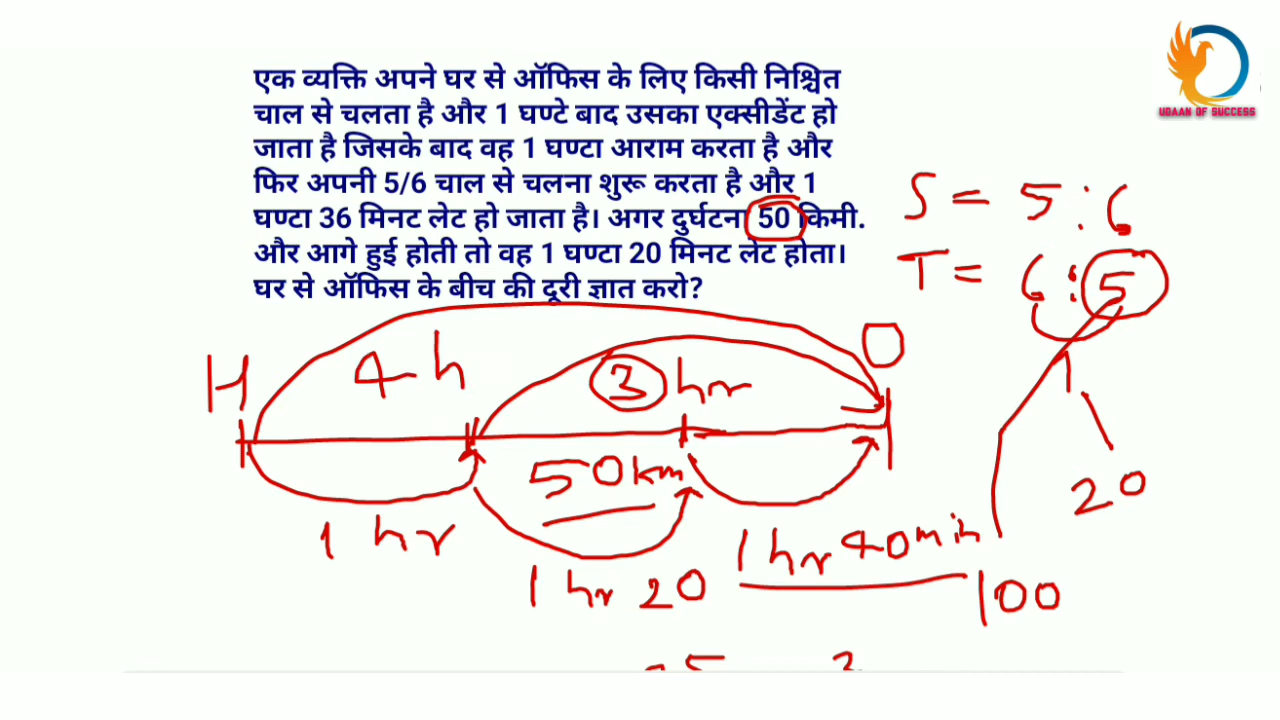 UDAAN OF SUCCESS
एक व्यक्ति अपने घर से ऑफिस के लिए किसी निश्चित
चाल से चलता है और 1 घण्टे बाद उसका एक्सीडेंट हो
जाता है जिसके बाद वह 1 घण्टा आराम करता है और
फिर अपनी 5/6 चाल से चलना शुरू करता है और 1
घण्टा 36 मिनट लेट हो जाता है। अगर दुर्घटना 50 किमी.
और आगे हुई होती तो वह 1 घण्टा 20 मिनट लेट होता।
घर से ऑफिस के बीच की दूरी ज्ञात करो?
S = 5 : 6
T = 6 : 5
1
20
100
H
4 h
3 hr
O
50km
1 hr
1 hr 20
1 hr 40 min